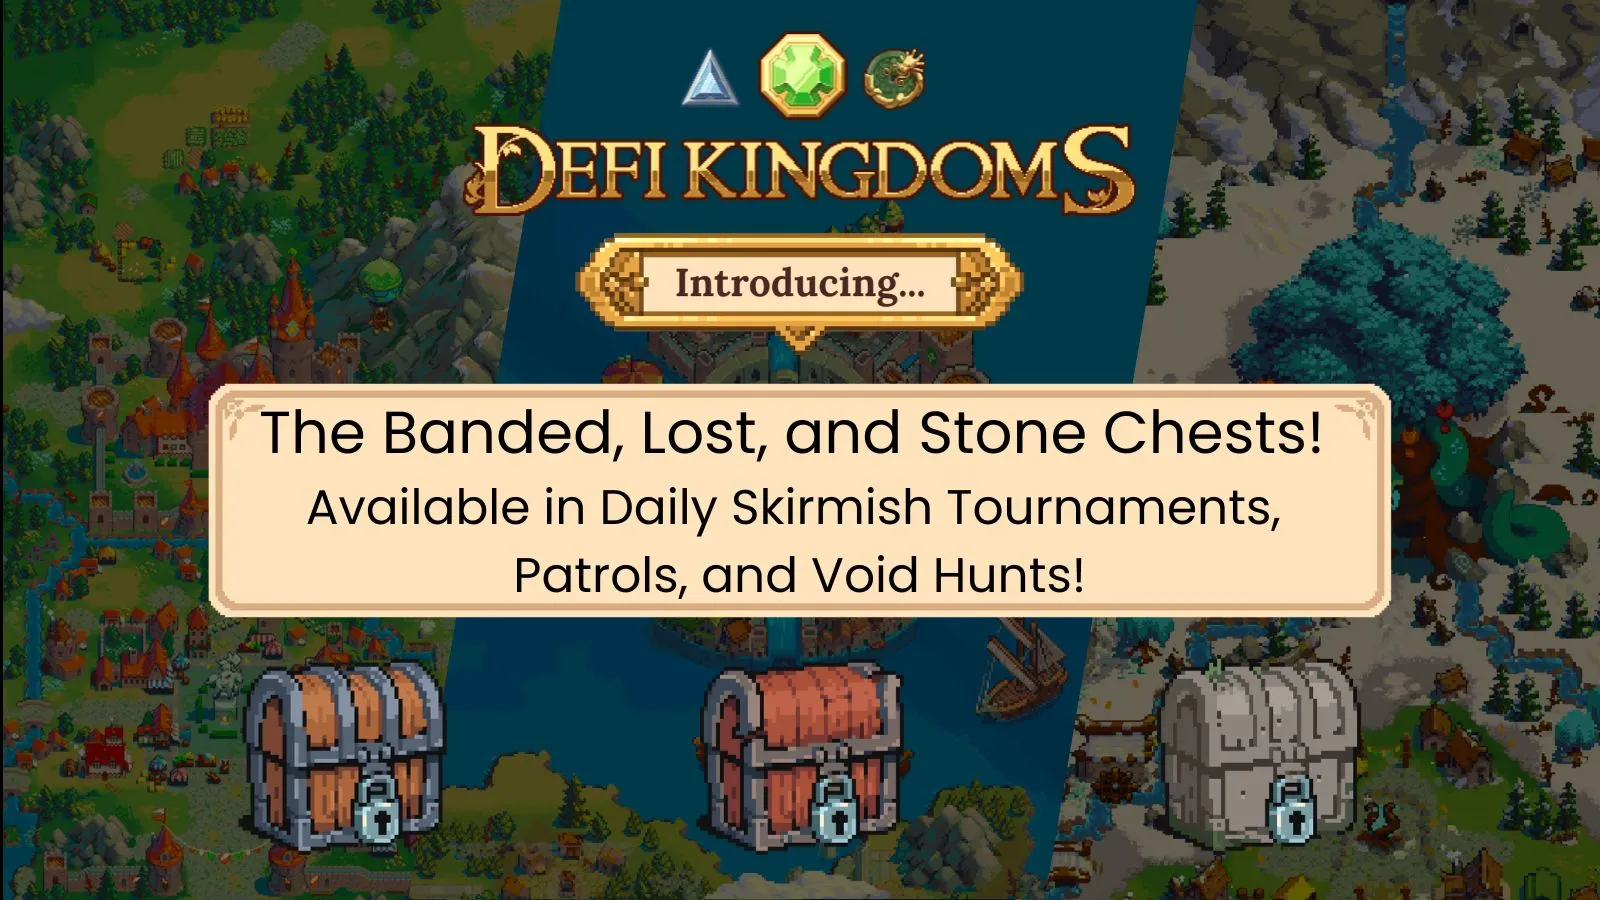 DEFI KINGDOMS
Introducing...
The Banded, Lost, and Stone Chests!
Available in Daily Skirmish Tournaments,
Patrols, and Void Hunts!